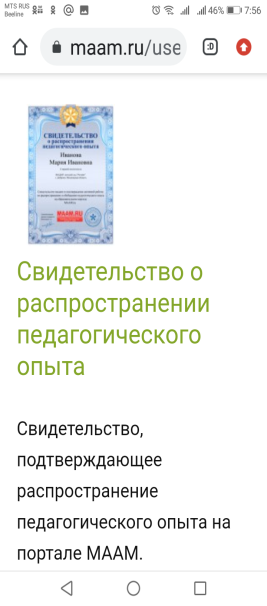 MTS RUS
Beeline
46% 7:56
maam.ru/use
:D
СВИДЕТЕЛЬСТВО
о распространении
педагогического опыта
Иванова
Мария Ивановна
MAAM.RU
Свидетельство о
распространении
педагогического
опыта
Свидетельство,
подтверждающее
распространение
педагогического опыта на
портале МААМ.